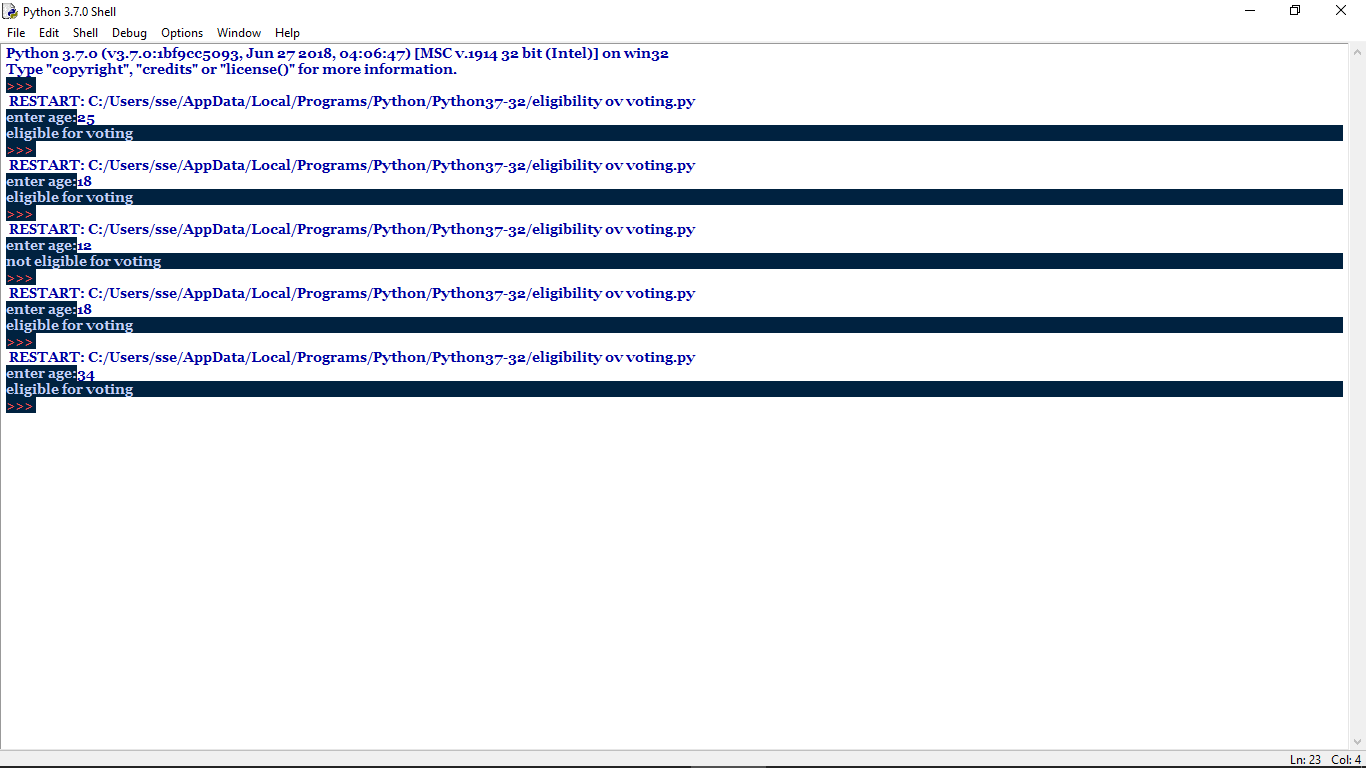 Python 3.7.0 Shell
File Edit Shell Debug Options Window Help
Python 3.7.0 (v3.7.0:1bf9cc5093, Jun 27 2018, 04:06:47) [MSC v.1914 32 bit (Intel)] on win32
Type "copyright", "credits" or "license()" for more information.
>>>
RESTART: C:/Users/sse/AppData/Local/Programs/Python/Python37-32/eligibility ov voting.py
enter age:25
eligible for voting
>>>
RESTART: C:/Users/sse/AppData/Local/Programs/Python/Python37-32/eligibility ov voting.py
enter age:18
eligible for voting
>>>
RESTART: C:/Users/sse/AppData/Local/Programs/Python/Python37-32/eligibility ov voting.py
enter age:12
not eligible for voting
>>>
RESTART: C:/Users/sse/AppData/Local/Programs/Python/Python37-32/eligibility ov voting.py
enter age:18
eligible for voting
>>>
RESTART: C:/Users/sse/AppData/Local/Programs/Python/Python37-32/eligibility ov voting.py
enter age:34
eligible for voting
>>>
Ln: 23 Col: 4